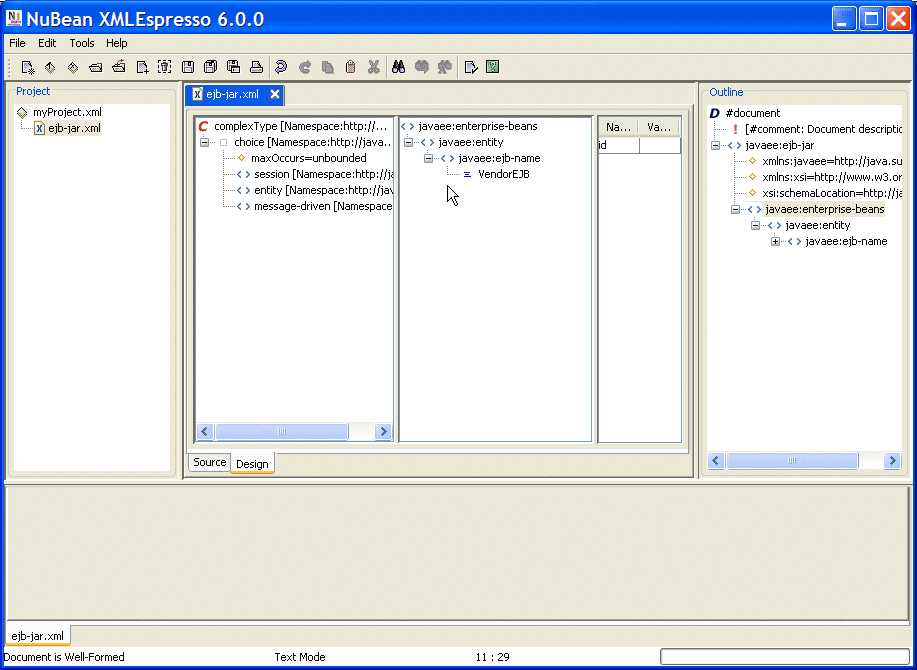 NuBean XMLEspresso 6.0.0
File Edit Tools Help
Project
myProject.xml
ejb-jar.xml
ejb-jar.xml
complexType [Namespace:http://...
choice [Namespace:http://java...
maxOccurs=unbounded
session [Namespace:http://ja
entity [Namespace:http://jav
message-driven [Namespace
javaee:enterprise-beans
javaee:entity
javaee:ejb-name
VendorEJB
Na... Va...
id
Source Design
Outline
#document
[#comment: Document descriptio
javaee:ejb-jar
xmlns:javaee=http://java.su
xmlns:xsi=http://www.w3.or
xsi:schemaLocation=http://ja
javaee:enterprise-beans
javaee:entity
javaee:ejb-name
ejb-jar.xml
Document is Well-Formed Text Mode 11 : 29